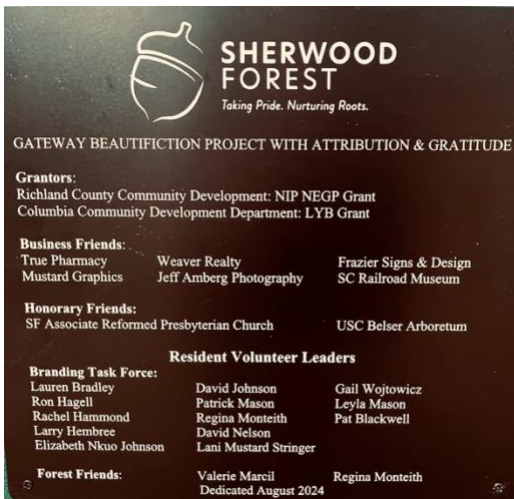 SHERWOOD
FOREST
Taking Pride. Nurturing Roots.
GATEWAY BEAUTIFICTION PROJECT WITH ATTRIBUTION & GRATITUDE
Grantors:
Richland County Community Development: NIP NEGP Grant
Columbia Community Development Department: LYB Grant
Business Friends:
True Pharmacy Weaver Realty Frazier Signs & Design
Mustard Graphics Jeff Amberg Photography SC Railroad Museum
Honorary Friends:
SF Associate Reformed Presbyterian Church USC Belser Arboretum
Resident Volunteer Leaders
Branding Task Force:
Lauren Bradley David Johnson Gail Wojtowicz
Ron Hagell Patrick Mason Leyla Mason
Rachel Hammond Regina Monteith Pat Blackwell
Larry Hembree David Nelson
Elizabeth Nkuo Johnson Lani Mustard Stringer
Forest Friends: Valerie Marcil Regina Monteith
Dedicated August 2024